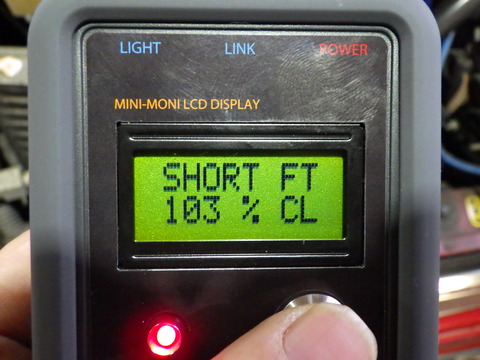 LIGHT LINK POWER
MINI-MONI LCD DISPLAY
SHORT FT
103 % CL